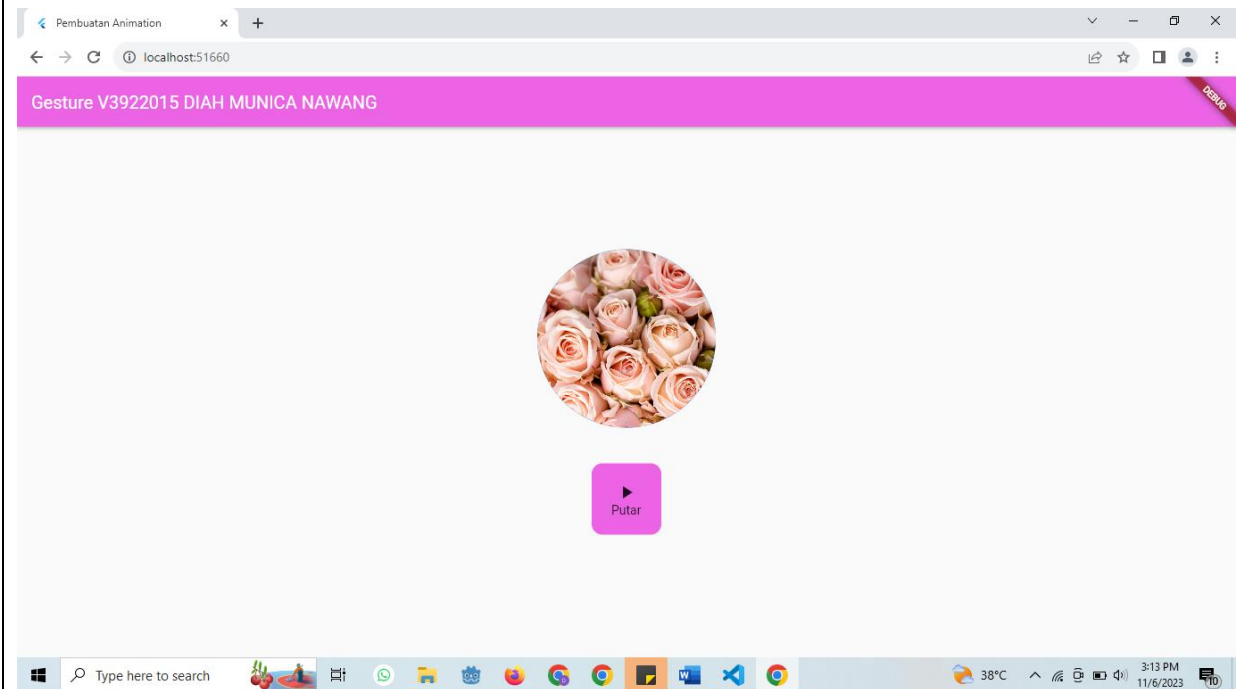 Pembuatan Animation
localhost:51660
Gesture V3922015 DIAH MUNICA NAWANG
DEBUG
Putar
Type here to search
38°C
3:13 PM
11/6/2023
10